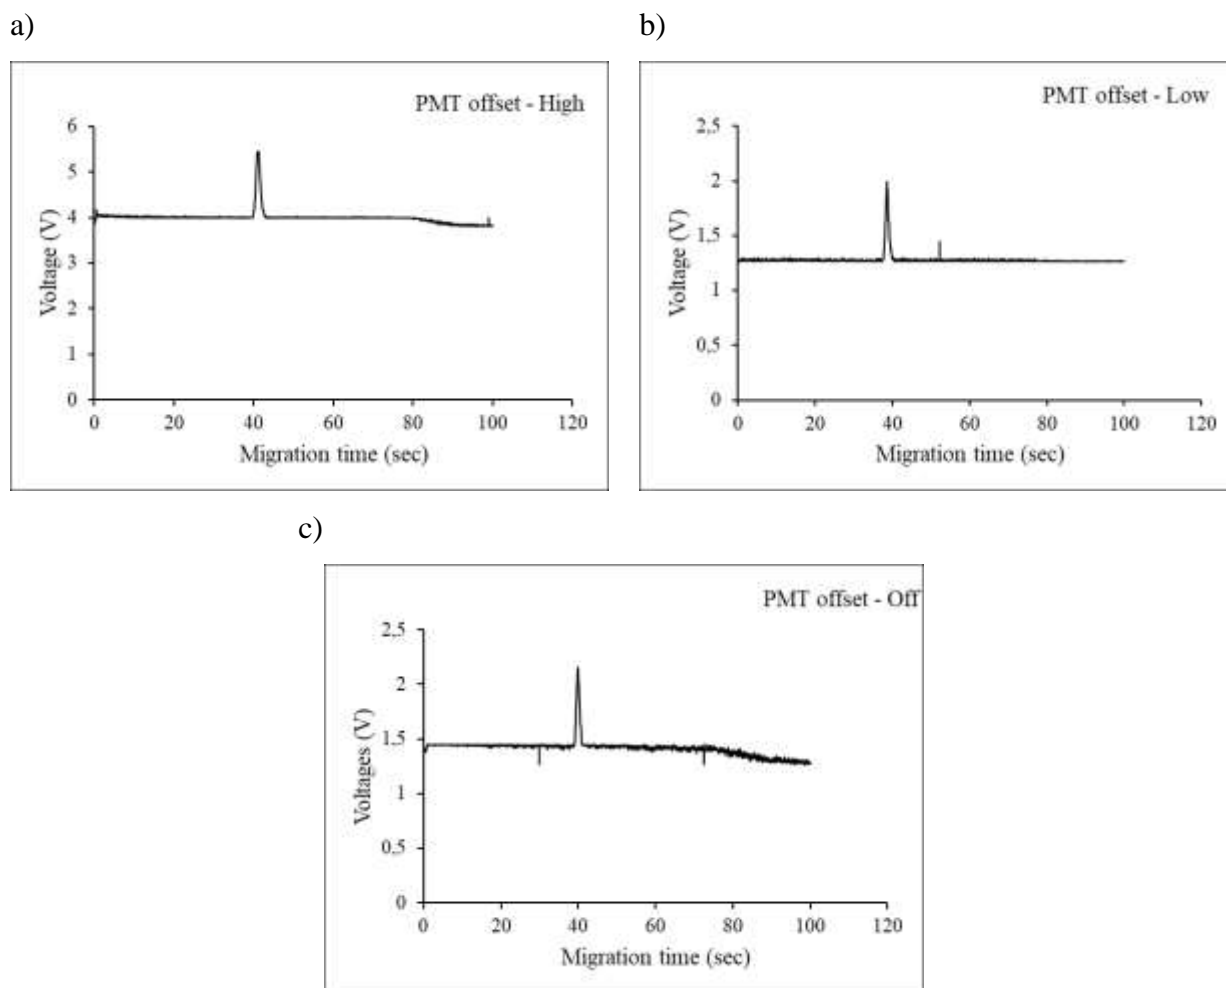 a)
b)
PMT offset - High
6
5
4
3
2
1
0
Voltage (V)
0 20 40 60 80 100 120
Migration time (sec)
PMT offset - Low
2,5
2
1,5
1
0,5
0
Voltage (V)
0 20 40 60 80 100 120
Migration time (sec)
c)
PMT offset - Off
2,5
2
1,5
1
0,5
0
Voltages (V)
0 20 40 60 80 100 120
Migration time (sec)